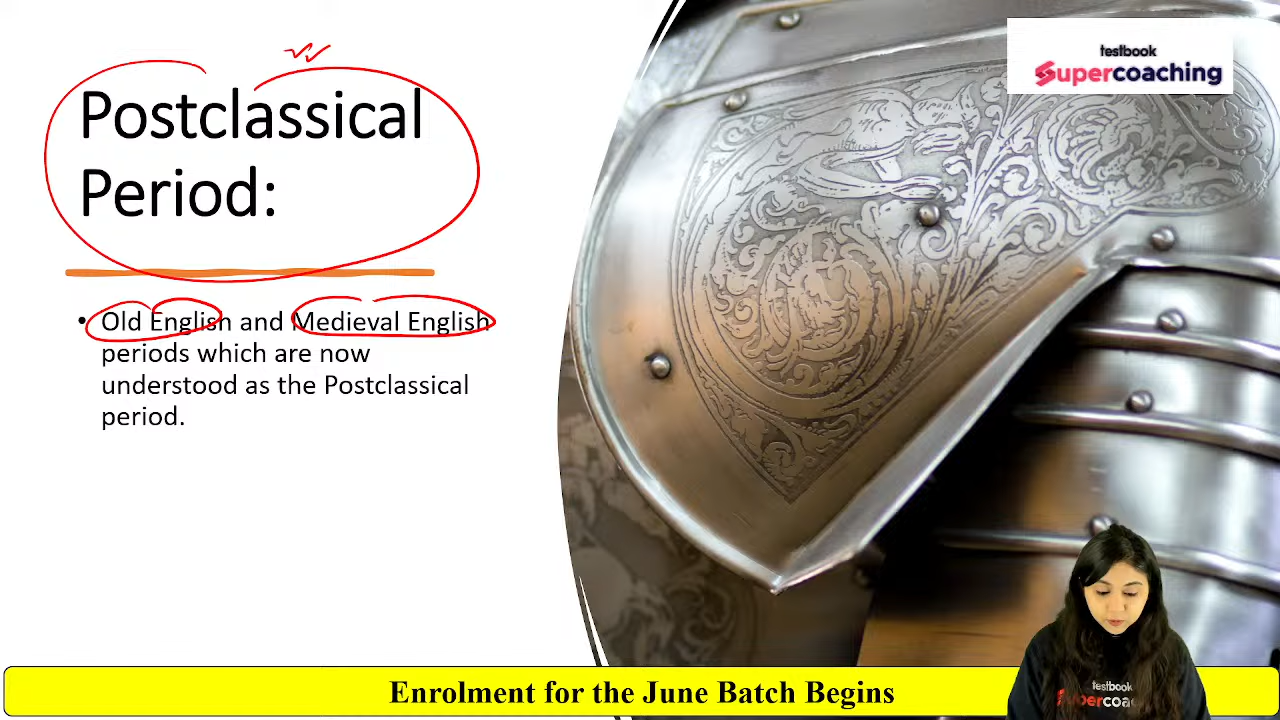 Postclassical
Period:
• Old English and Medieval English
periods which are now
understood as the Postclassical
period.
testbook
Supercoaching
testbook
Enrolment for the June Batch Begins